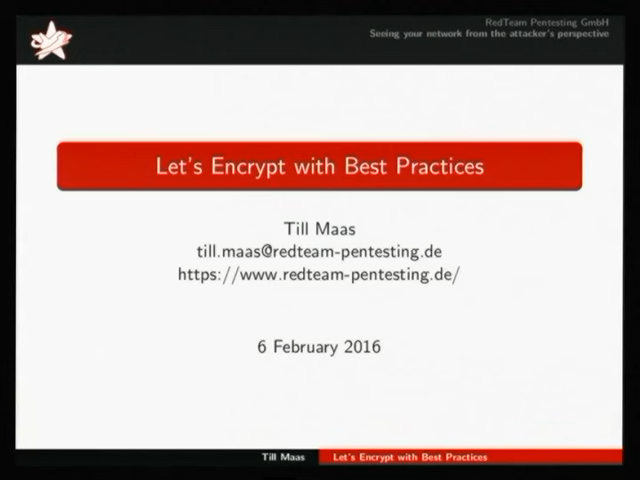 RedTeam Pentesting GmbH
Seeing your network from the attacker's perspective
Let's Encrypt with Best Practices
Till Maas
till.maas@redteam-pentesting.de
https://www.redteam-pentesting.de/
6 February 2016
Till Maas
Let's Encrypt with Best Practices